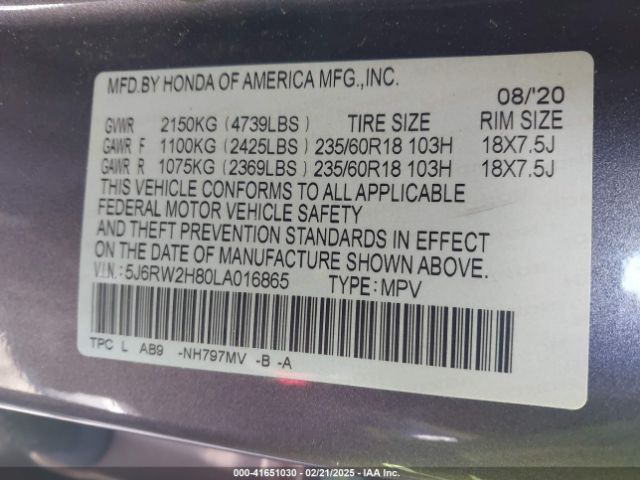 MFD.BY HONDA OF AMERICA MFG.,INC.
08/'20
GVWR 2150KG (4739LBS) TIRE SIZE RIM SIZE
GAWR F 1100KG (2425LBS) 235/60R18 103H 18X7.5J
GAWR R 1075KG (2369LBS) 235/60R18 103H 18X7.5J
THIS VEHICLE CONFORMS TO ALL APPLICABLE
FEDERAL MOTOR VEHICLE SAFETY
AND THEFT PREVENTION STANDARDS IN EFFECT
ON THE DATE OF MANUFACTURE SHOWN ABOVE.
V.I.N.: 5J6RW2H80LA016865 TYPE: MPV
TPC L AB9 -NH797MV -B -A
000-41651030 - 02/21/2025 - IAA Inc.